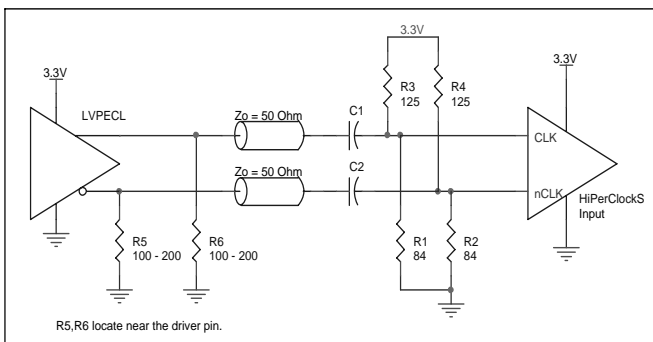 3.3V
3.3V
3.3V
LVPECL
R3
125
R4
125
Zo = 50 Ohm
C1
CLK
Zo = 50 Ohm
C2
nCLK
HiPerClockS
Input
R5
100 - 200
R6
100 - 200
R1
84
R2
84
R5,R6 locate near the driver pin.